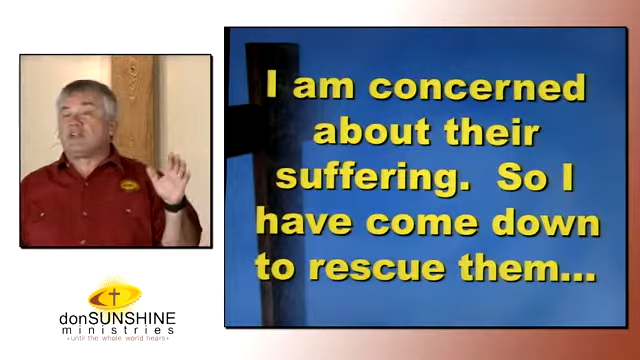 I am concerned
about their
suffering.  So I
have come down
to rescue them...
donSUNSHINE
ministries
until the whole world hears